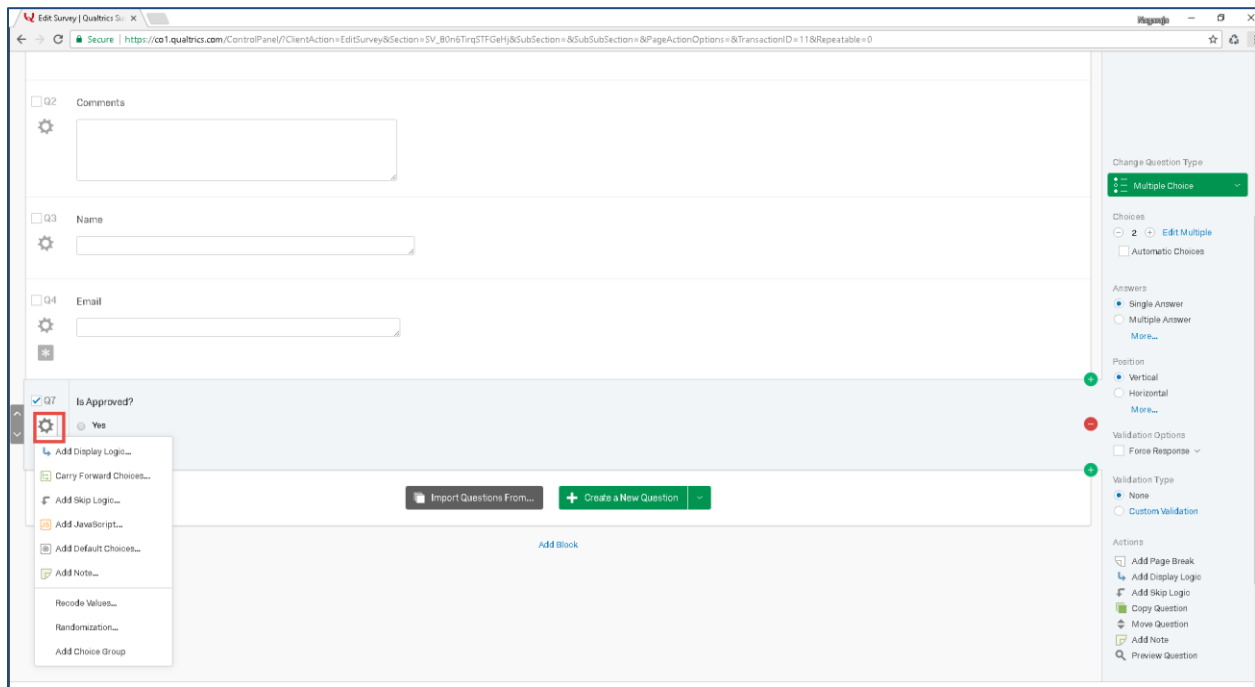 Edit Survey | Qualtrics Su
Secure | https://co1.qualtrics.com/ControlPanel/?ClientAction=EditSurvey&Section=SV_80n6TirqSTFGeHj&SubSection=&SubSubSection=&PageActionOptions=&TransactionID=11&Repeatable=0
Q2 Comments
Q3 Name
Q4 Email
Q7 Is Approved?
Yes
Add Display Logic...
Carry Forward Choices...
Add Skip Logic...
JS Add JavaScript...
Add Default Choices...
Add Note...
Recode Values...
Randomization...
Add Choice Group
Import Questions From...
Create a New Question
Add Block
Change Question Type
Multiple Choice
Choices
2 Edit Multiple
Automatic Choices
Answers
Single Answer
Multiple Answer
More...
Position
Vertical
Horizontal
More...
Validation Options
Force Response
Validation Type
None
Custom Validation
Actions
Add Page Break
Add Display Logic
Add Skip Logic
Copy Question
Move Question
Add Note
Preview Question